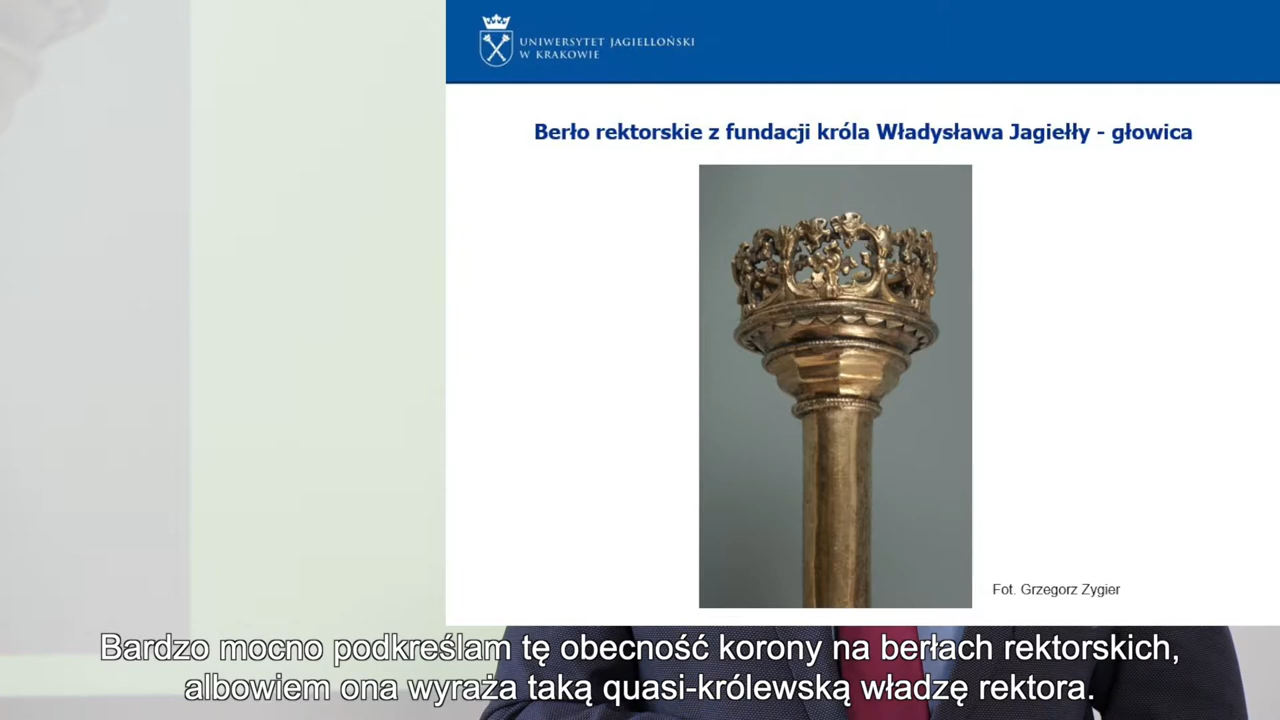 UNIWERSYTET JAGIELLOŃSKI
W KRAKOWIE
Berło rektorskie z fundacji króla Władysława Jagiełły - głowica
Fot. Grzegorz Zygier
Bardzo mocno podkreślam tę obecność korony na berłach rektorskich,
albowiem ona wyraża taką quasi-królewską władzę rektora.